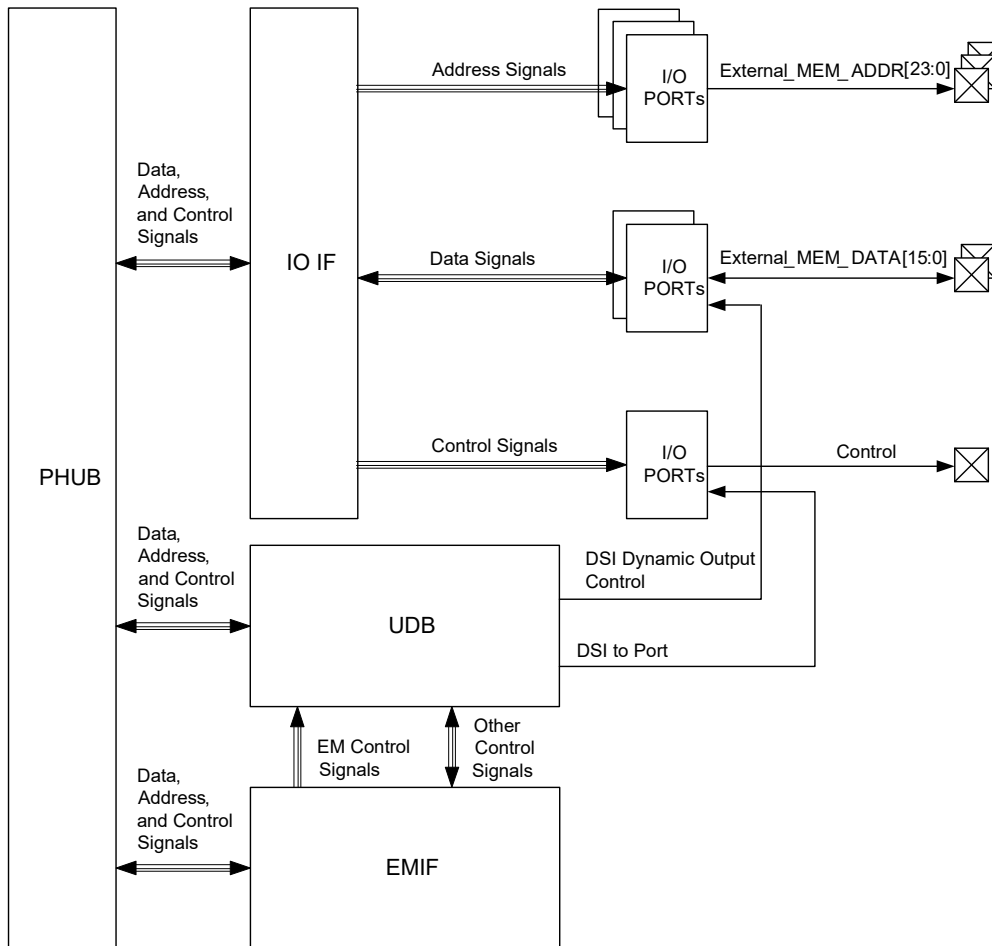 Address Signals
I/O
PORTs
External_MEM_ADDR[23:0]
Data,
Address,
and Control
Signals
IO IF
Data Signals
I/O
PORTs
External_MEM_DATA[15:0]
Control Signals
I/O
PORTs
Control
PHUB
Data,
Address,
and Control
Signals
UDB
DSI Dynamic Output
Control
DSI to Port
EM Control
Signals
Other
Control
Signals
Data,
Address,
and Control
Signals
EMIF